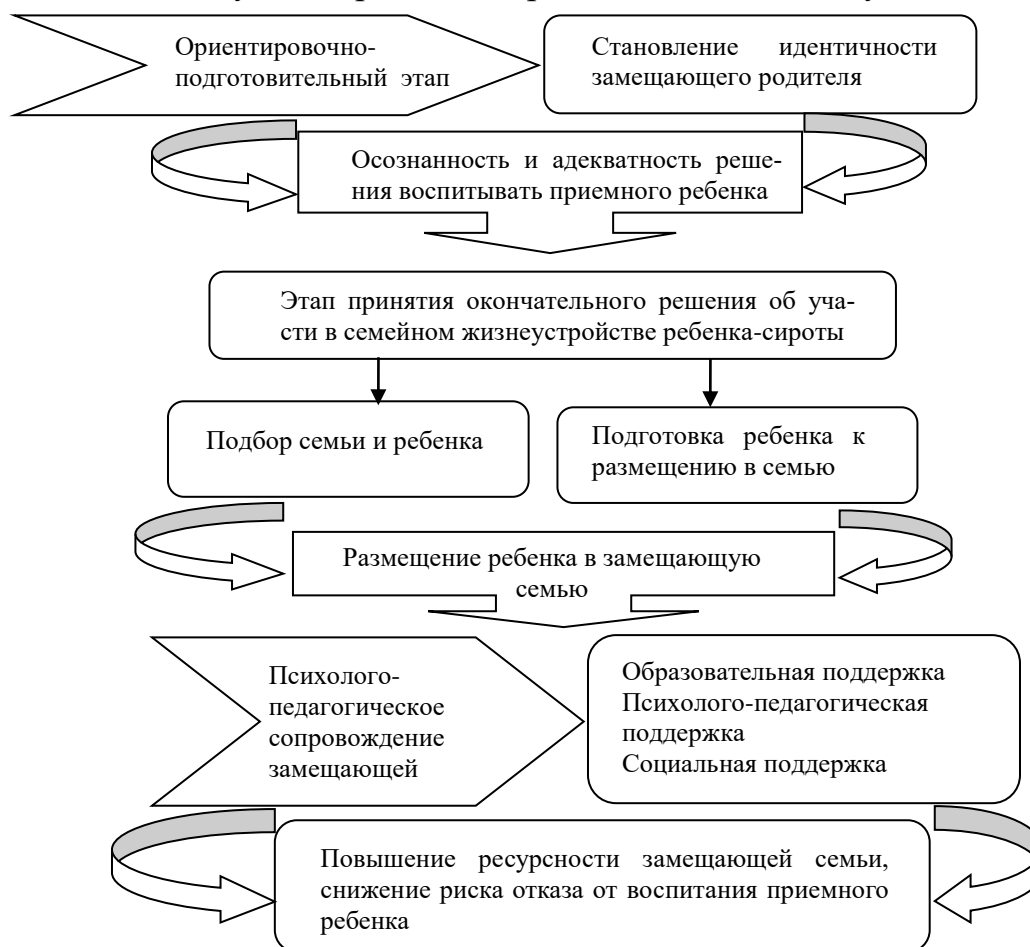 Ориентировочно-
подготовительный этап
Становление идентичности
замещающего родителя
Осознанность и адекватность реше-
ния воспитывать приемного ребенка
Этап принятия окончательного решения об уча-
сти в семейном жизнеустройстве ребенка-сироты
Подбор семьи и ребенка
Подготовка ребенка к
размещению в семью
Размещение ребенка в замещающую
семью
Психолого-
педагогическое
сопровождение
замещающей
Образовательная поддержка
Психолого-педагогическая
поддержка
Социальная поддержка
Повышение ресурсности замещающей семьи,
снижение риска отказа от воспитания приемного
ребенка